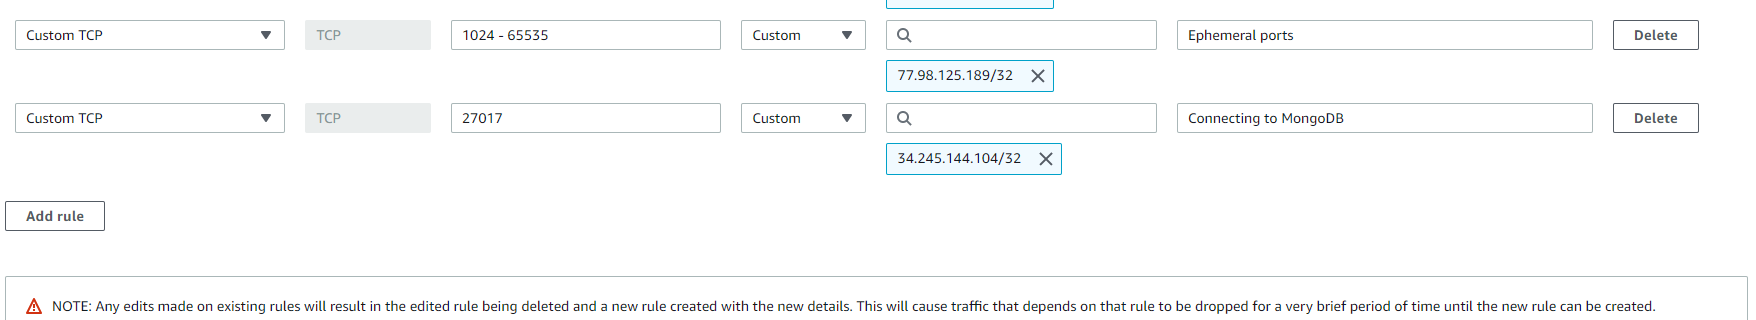 Custom TCP TCP 1024 - 65535 Custom Ephemeral ports Delete
77.98.125.189/32
Custom TCP TCP 27017 Custom Connecting to MongoDB Delete
34.245.144.104/32
Add rule
NOTE: Any edits made on existing rules will result in the edited rule being deleted and a new rule created with the new details. This will cause traffic that depends on that rule to be dropped for a very brief period of time until the new rule can be created.